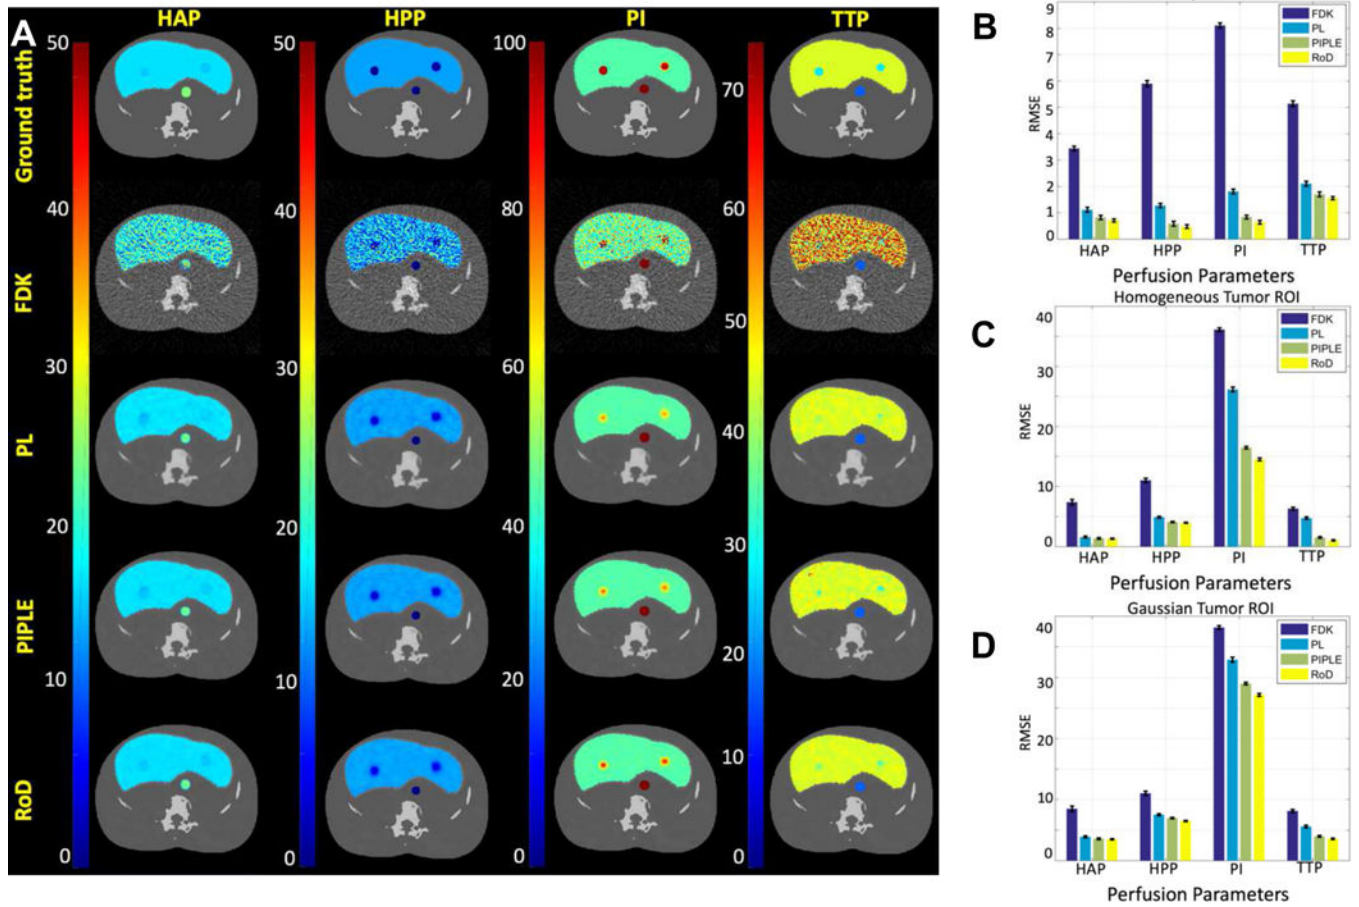 A
HAP
HPP
PI
TTP
Ground truth
FDK
PL
PIPLE
RoD
50
40
30
20
10
0
50
40
30
20
10
0
100
80
60
40
20
0
70
60
50
40
30
20
10
0
B
9
8
7
6
5
4
3
2
1
0
RMSE
FDK
PL
PIPLE
RoD
HAP
HPP
PI
TTP
Perfusion Parameters
Homogeneous Tumor ROI
C
40
30
20
10
0
RMSE
FDK
PL
PIPLE
RoD
HAP
HPP
PI
TTP
Perfusion Parameters
Gaussian Tumor ROI
D
40
30
20
10
0
RMSE
FDK
PL
PIPLE
RoD
HAP
HPP
PI
TTP
Perfusion Parameters